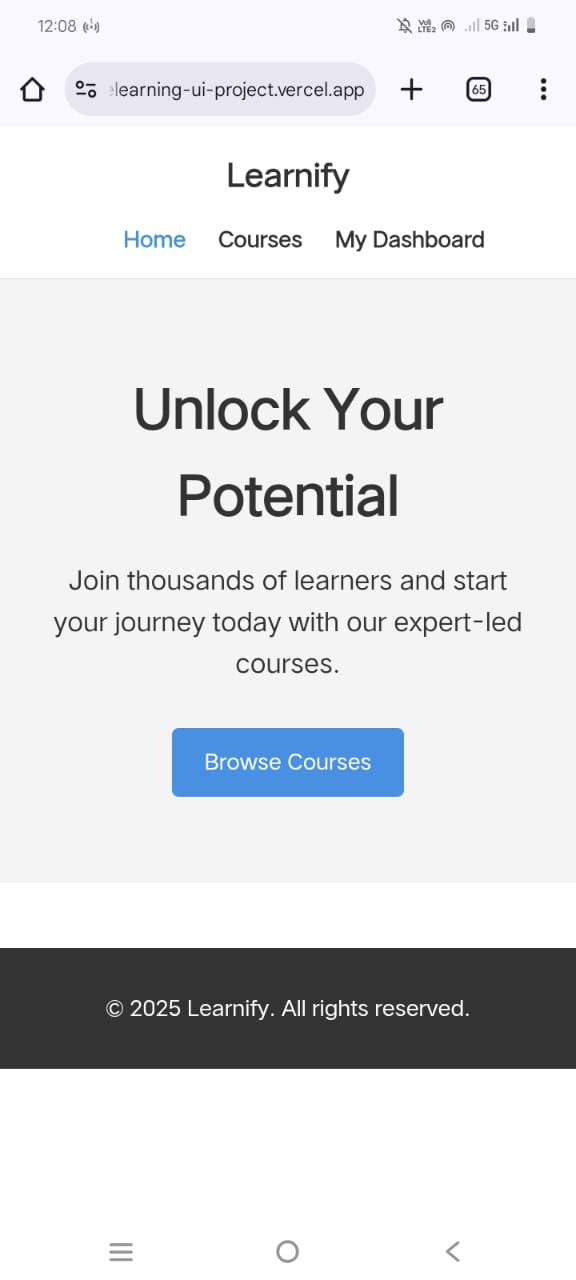 12:08
Vo) LTE2 5G
elearning-ui-project.vercel.app
65
Learnify
Home Courses My Dashboard
Unlock Your
Potential
Join thousands of learners and start
your journey today with our expert-led
courses.
Browse Courses
© 2025 Learnify. All rights reserved.